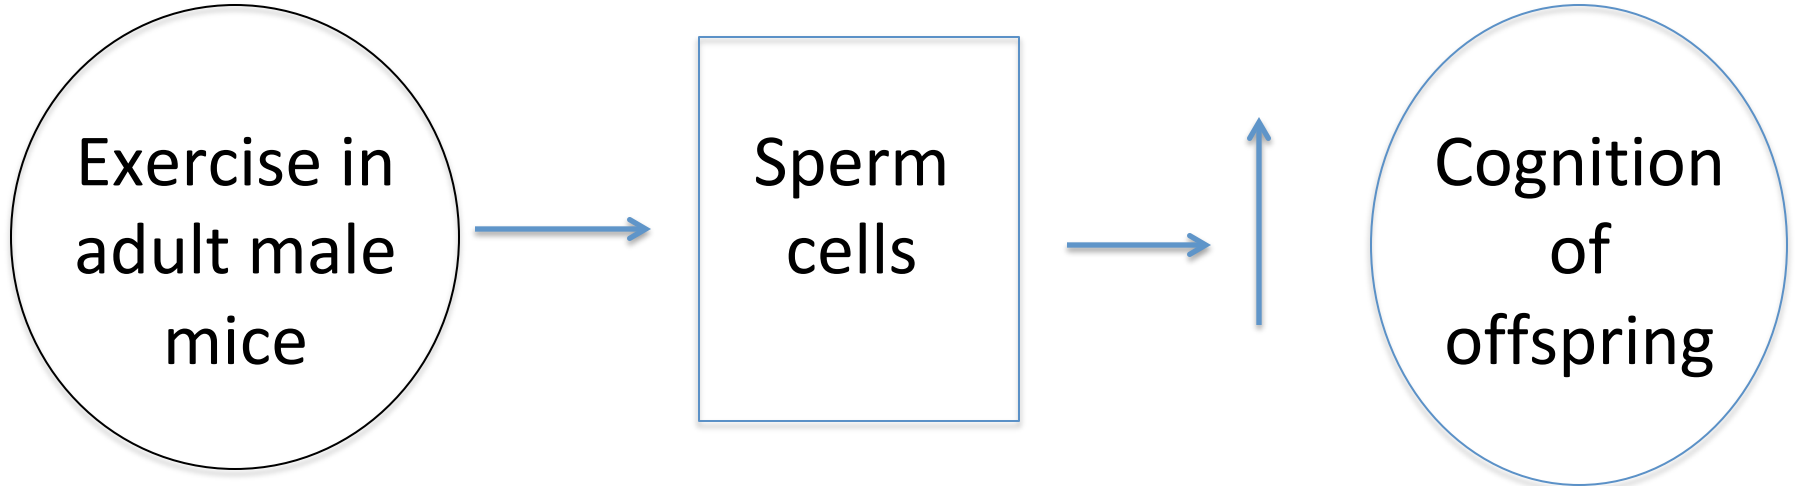 Exercise in
adult male
mice
Sperm
cells
Cognition
of
offspring